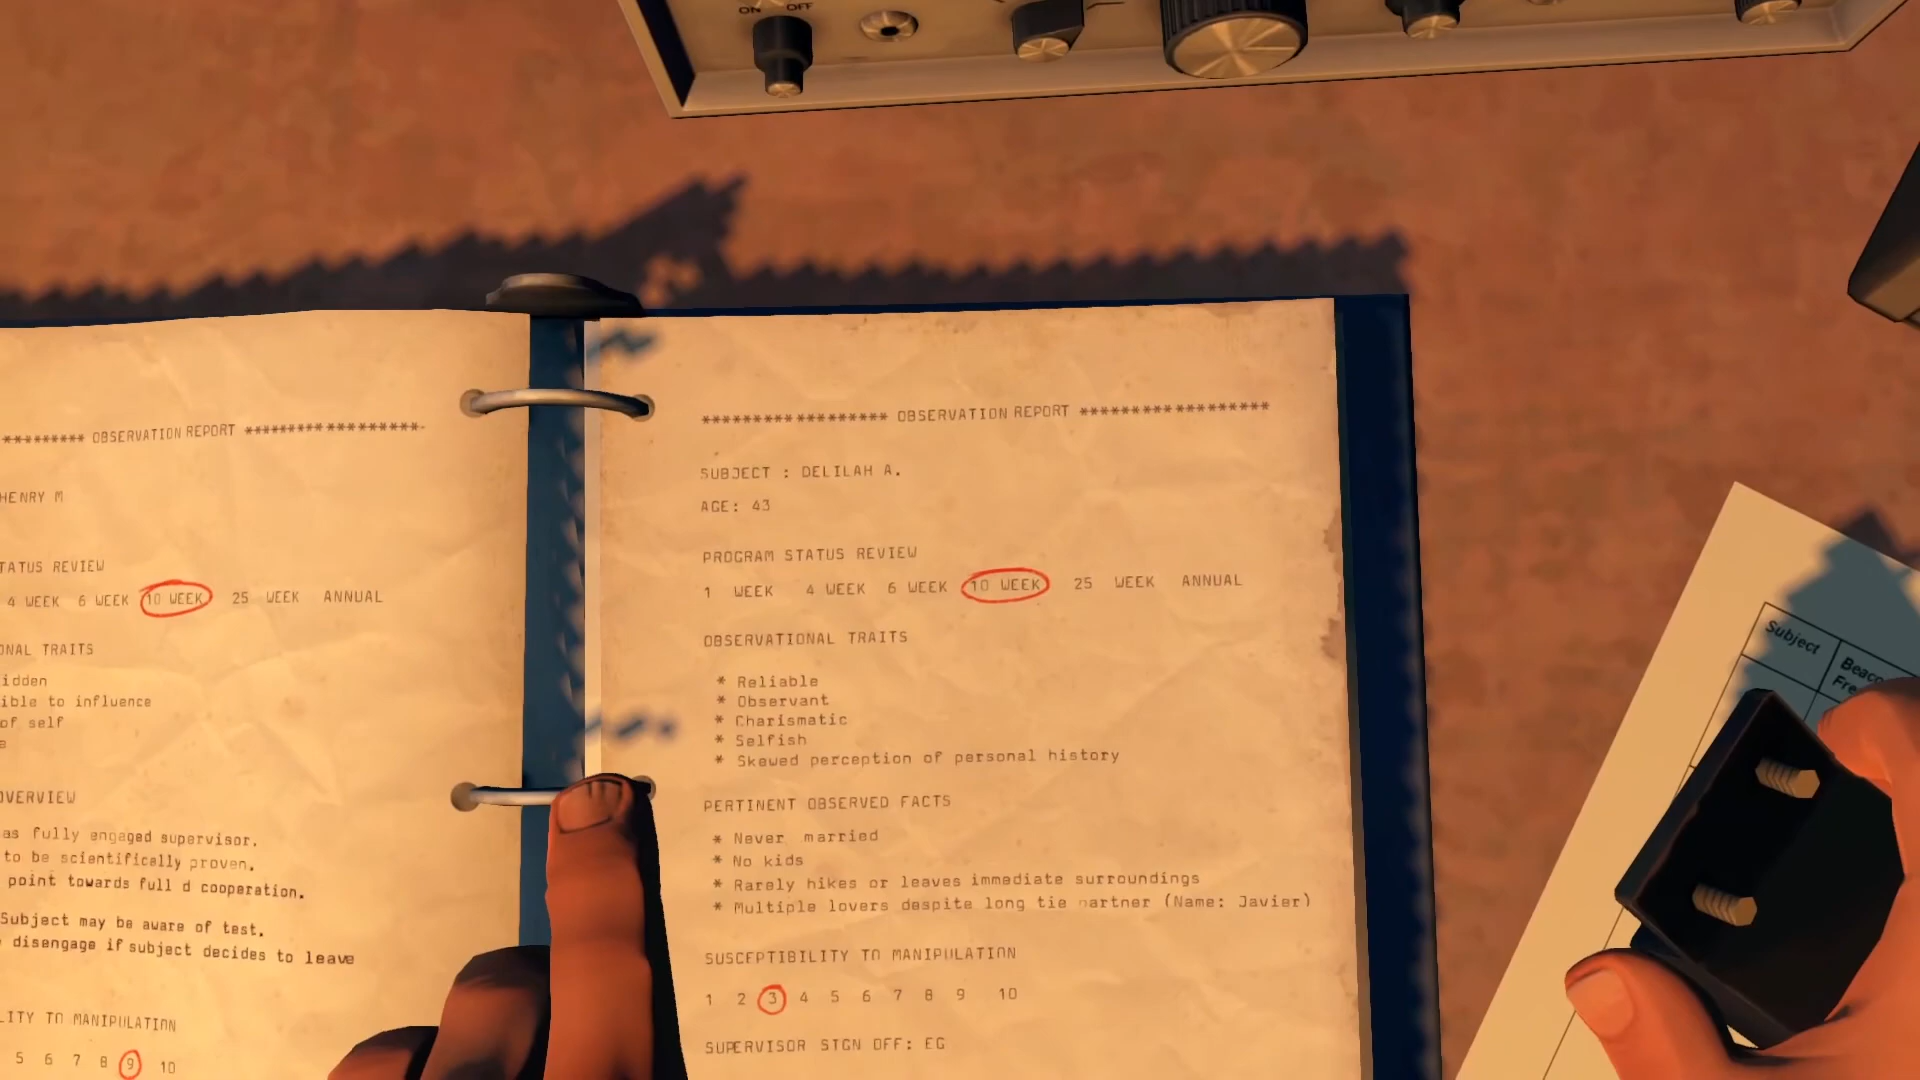 ON OFF
********* OBSERVATION REPORT *****************-
HENRY M
TATUS REVIEW
4 WEEK 6 WEEK 10 WEEK 25 WEEK ANNUAL
ONAL TRAITS
idden
ible to influence
of self
OVERVIEW
as fully engaged supervisor.
to be scientifically proven.
point towards full d cooperation.
Subject may be aware of test.
disengage if subject decides to leave
LITY TO MANIPULATION
5 6 7 8 9 10
****************** OBSERVATION REPORT ******************
SUBJECT : DELILAH A.
AGE: 43
PROGRAM STATUS REVIEW
1 WEEK 4 WEEK 6 WEEK 10 WEEK 25 WEEK ANNUAL
OBSERVATIONAL TRAITS
* Reliable
* Observant
* Charismatic
* Selfish
* Skewed perception of personal history
PERTINENT OBSERVED FACTS
* Never married
* No kids
* Rarely hikes or leaves immediate surroundings
* Multiple lovers despite long tie partner (Name: Javier)
SUSCEPTIBILITY TO MANIPULATION
1 2 3 4 5 6 7 8 9 10
SUPERVISOR SIGN OFF: EG
Subject
Beaco
Fre